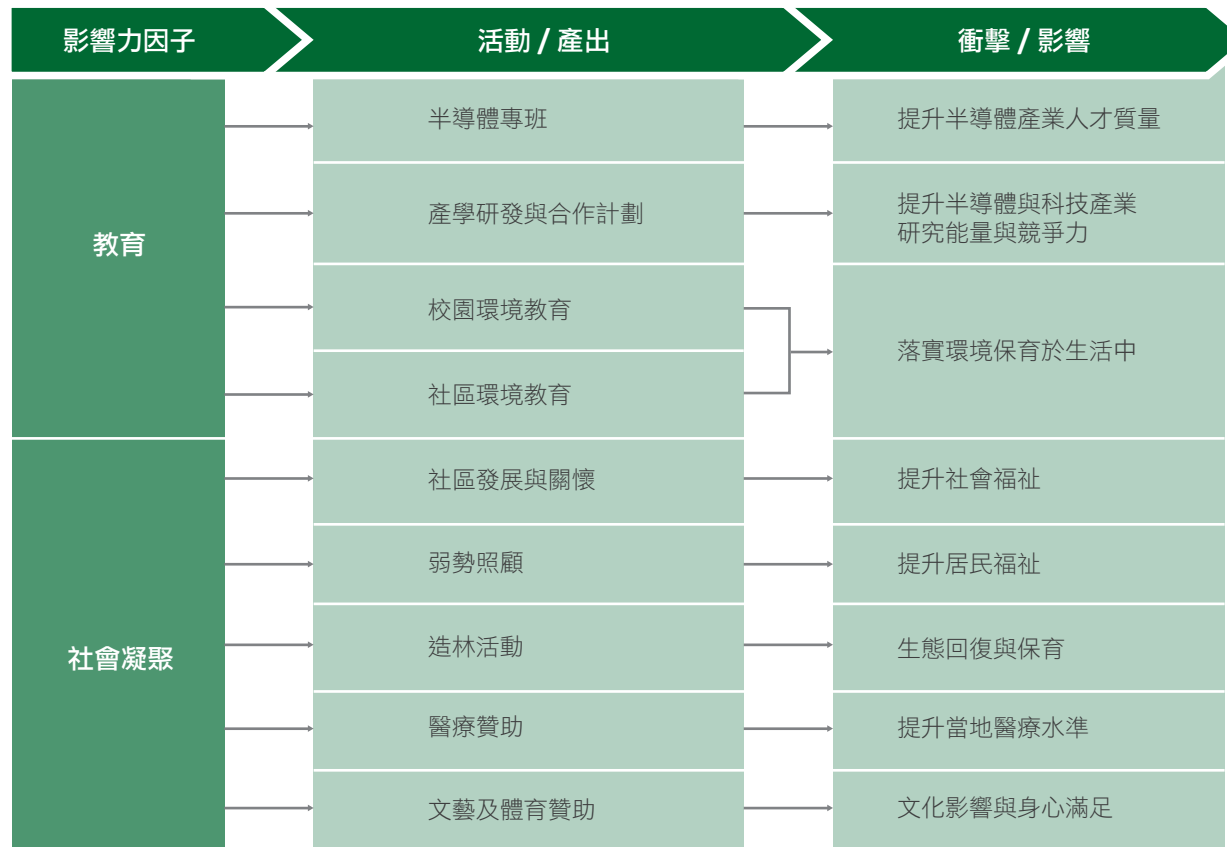 影響力因子
活動 / 產出
衝擊 / 影響
教育
半導體專班
提升半導體產業人才質量
產學研發與合作計劃
提升半導體與科技產業
研究能量與競爭力
校園環境教育
社區環境教育
落實環境保育於生活中
社會凝聚
社區發展與關懷
提升社會福祉
弱勢照顧
提升居民福祉
造林活動
生態回復與保育
醫療贊助
提升當地醫療水準
文藝及體育贊助
文化影響與身心滿足